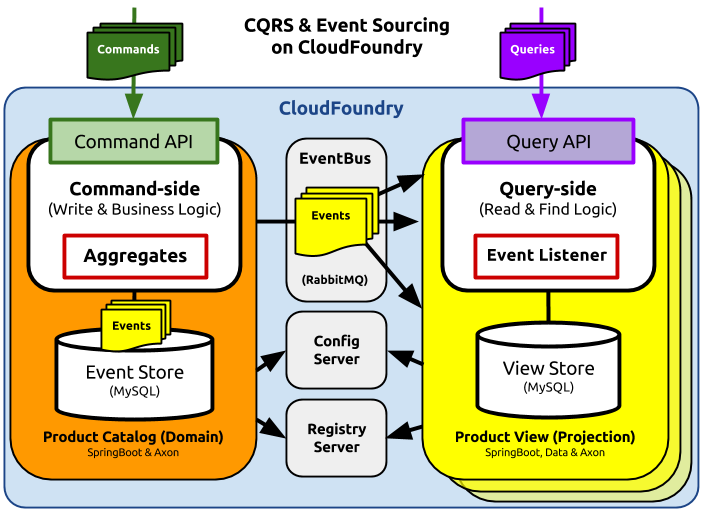 CQRS & Event Sourcing
on CloudFoundry
Commands
Queries
CloudFoundry
Command API
Command-side
(Write & Business Logic)
Aggregates
Events
Event Store
(MySQL)
Product Catalog (Domain)
SpringBoot & Axon
EventBus
Events
(RabbitMQ)
Config
Server
Registry
Server
Query API
Query-side
(Read & Find Logic)
Event Listener
View Store
(MySQL)
Product View (Projection)
SpringBoot, Data & Axon